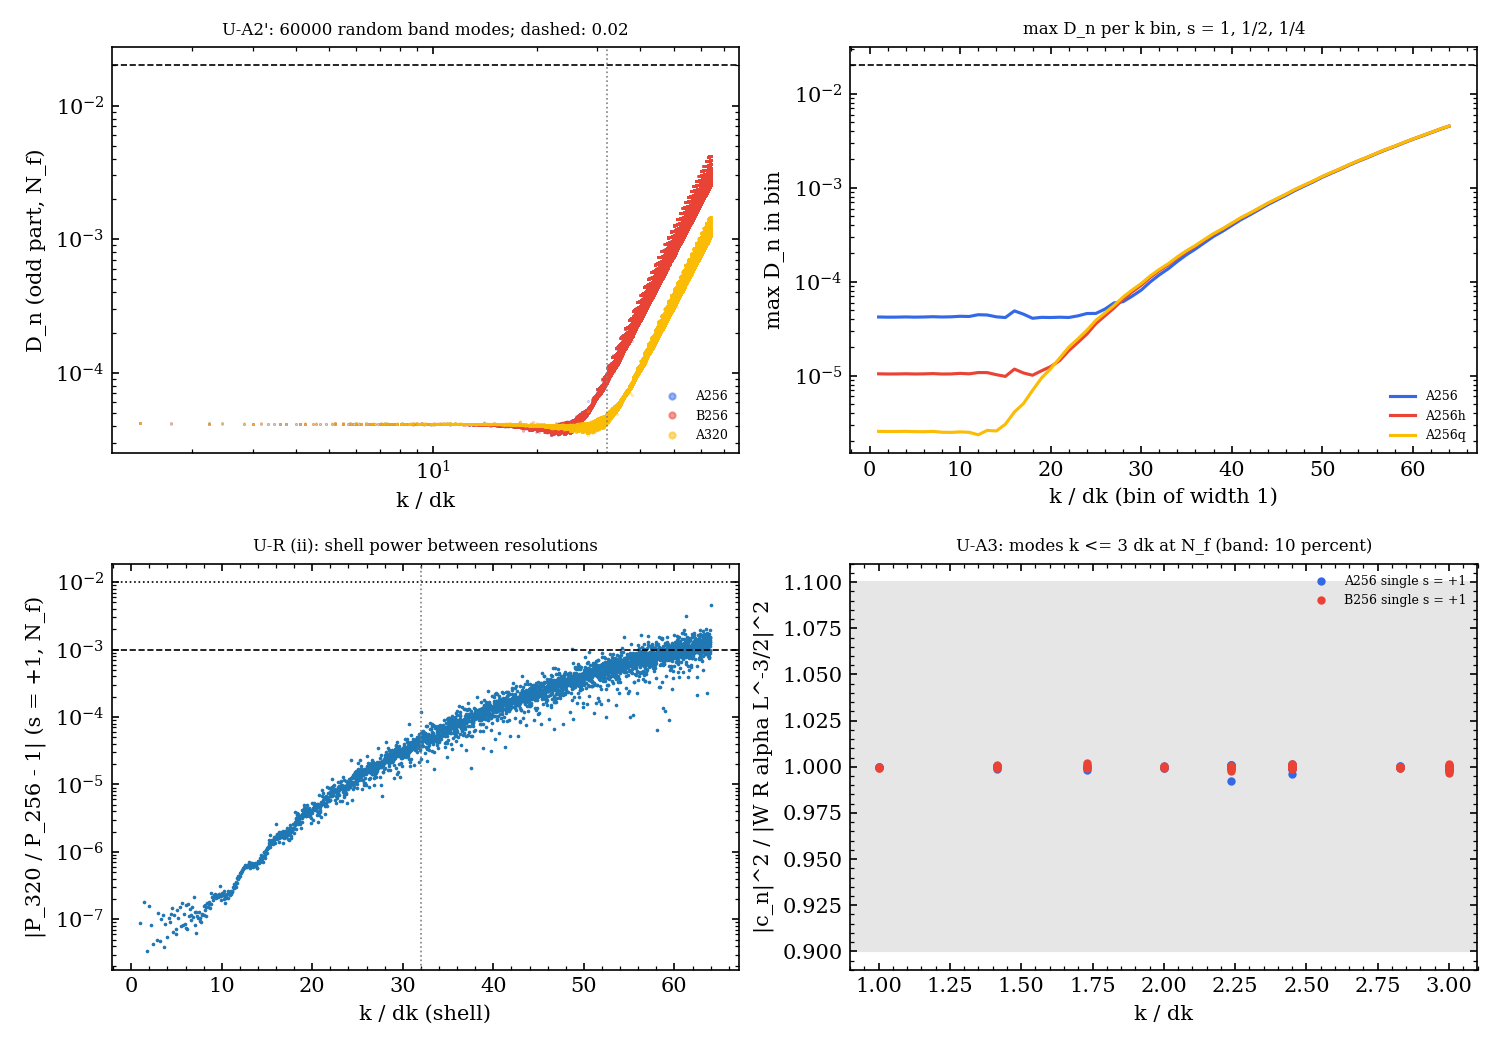 U-A2': 60000 random band modes; dashed: 0.02
D_n (odd part, N_f)
10^-2
10^-3
10^-4
A256
B256
A320
10^1
k / dk
max D_n per k bin, s = 1, 1/2, 1/4
max D_n in bin
10^-2
10^-3
10^-4
10^-5
A256
A256h
A256q
0 10 20 30 40 50 60
k / dk (bin of width 1)
U-R (ii): shell power between resolutions
|P_320 / P_256 - 1| (s = +1, N_f)
10^-2
10^-3
10^-4
10^-5
10^-6
10^-7
0 10 20 30 40 50 60
k / dk (shell)
U-A3: modes k <= 3 dk at N_f (band: 10 percent)
|c_n|^2 / |W R alpha L^-3/2|^2
1.100
1.075
1.050
1.025
1.000
0.975
0.950
0.925
0.900
A256 single s = +1
B256 single s = +1
1.00 1.25 1.50 1.75 2.00 2.25 2.50 2.75 3.00
k / dk